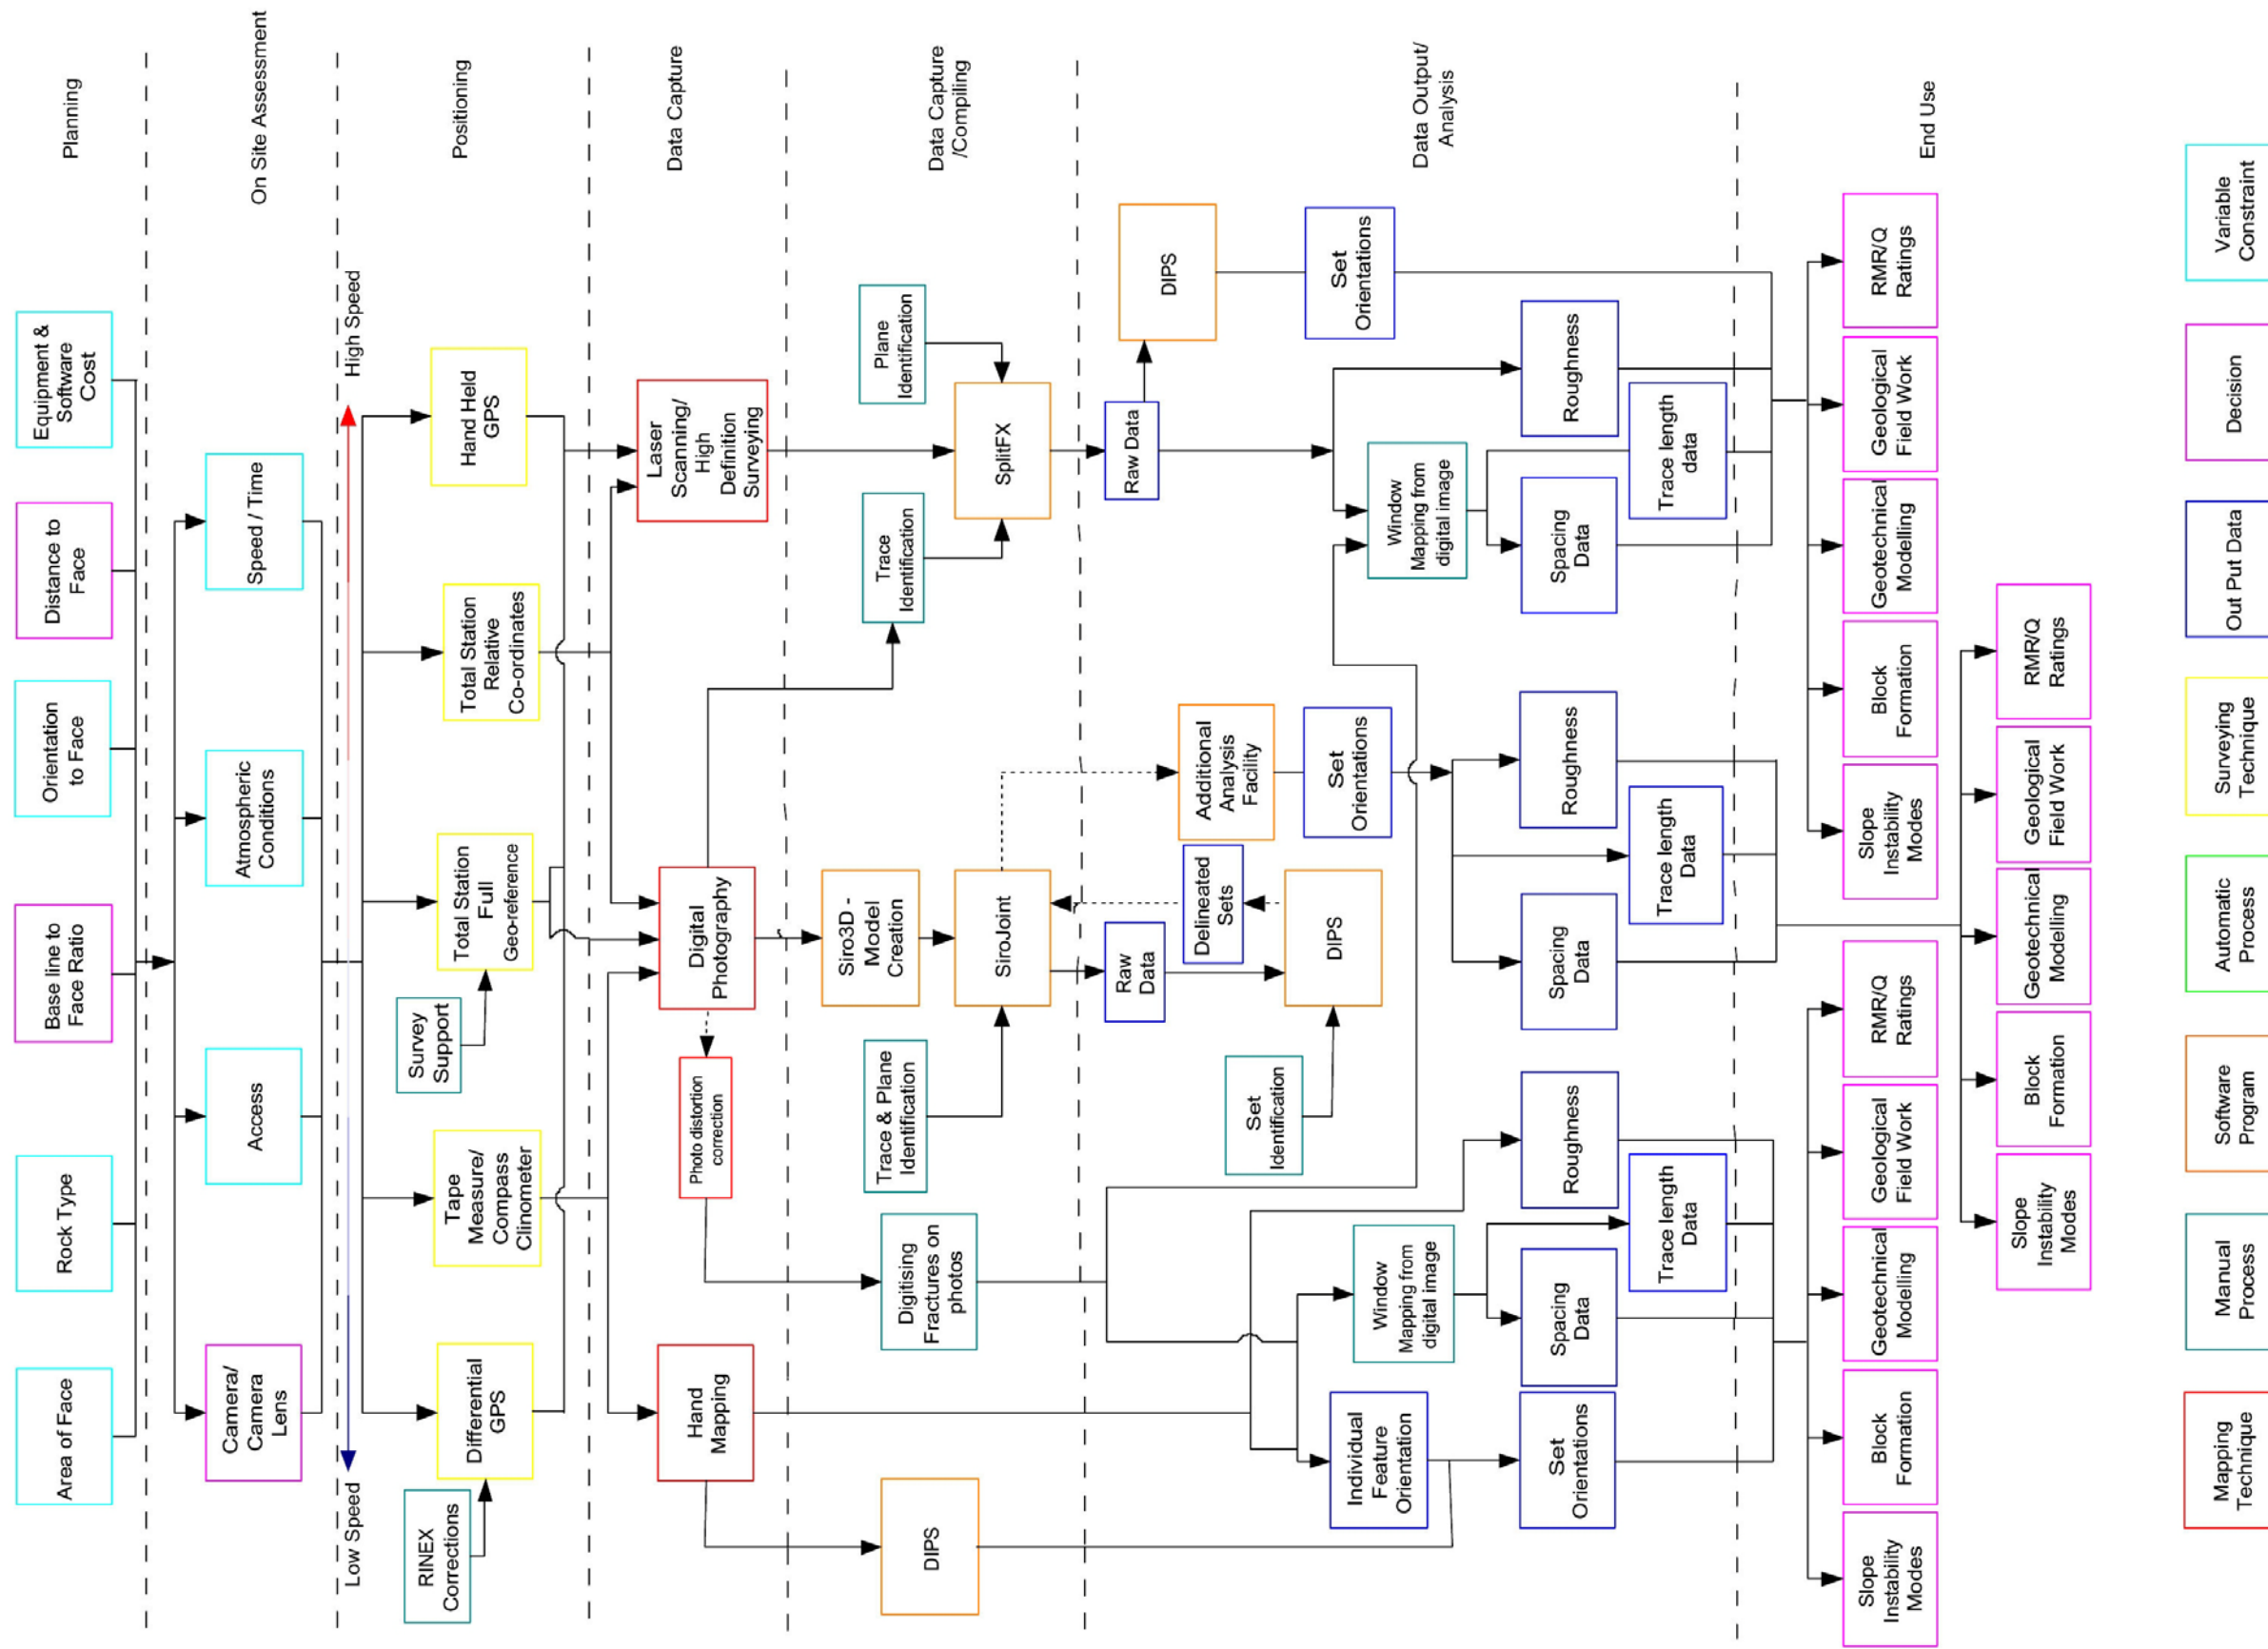 Planning
Equipment &
Software
Cost
Distance to
Face
Orientation
to Face
Base line to
Face Ratio
Rock Type
Area of Face
On Site Assessment
Speed / Time
Atmospheric
Conditions
Access
Camera/
Camera
Lens
High Speed
Low Speed
Positioning
Hand Held
GPS
Total Station
Relative
Co-ordinates
Total Station
Full
Geo-reference
Survey
Support
Tape
Measure/
Compass
Clinometer
Differential
GPS
RINEX
Corrections
Data Capture
Laser
Scanning/
High
Definition
Surveying
Digital
Photography
Photo distortion
correction
Hand
Mapping
Data Capture
/Compiling
Plane
Identification
SplitFX
Trace
Identification
Siro3D -
Model
Creation
SiroJoint
Trace & Plane
Identification
Digitising
Fractures on
photos
DIPS
Data Output/
Analysis
DIPS
Set
Orientations
Raw Data
Roughness
Window
Mapping from
digital image
Trace length
data
Spacing
Data
Additional
Analysis
Facility
Set
Orientations
Delineated
Sets
Raw
Data
DIPS
Set
Identification
Roughness
Trace length
Data
Spacing
Data
Roughness
Trace length
Data
Window
Mapping from
digital image
Spacing
Data
Individual
Feature
Orientation
Set
Orientations
End Use
RMR/Q
Ratings
Geological
Field Work
Geotechnical
Modelling
Block
Formation
Slope
Instability
Modes
RMR/Q
Ratings
Geological
Field Work
Geotechnical
Modelling
Block
Formation
Slope
Instability
Modes
RMR/Q
Ratings
Geological
Field Work
Geotechnical
Modelling
Block
Formation
Slope
Instability
Modes
Variable
Constraint
Decision
Out Put Data
Surveying
Technique
Automatic
Process
Software
Program
Manual
Process
Mapping
Technique